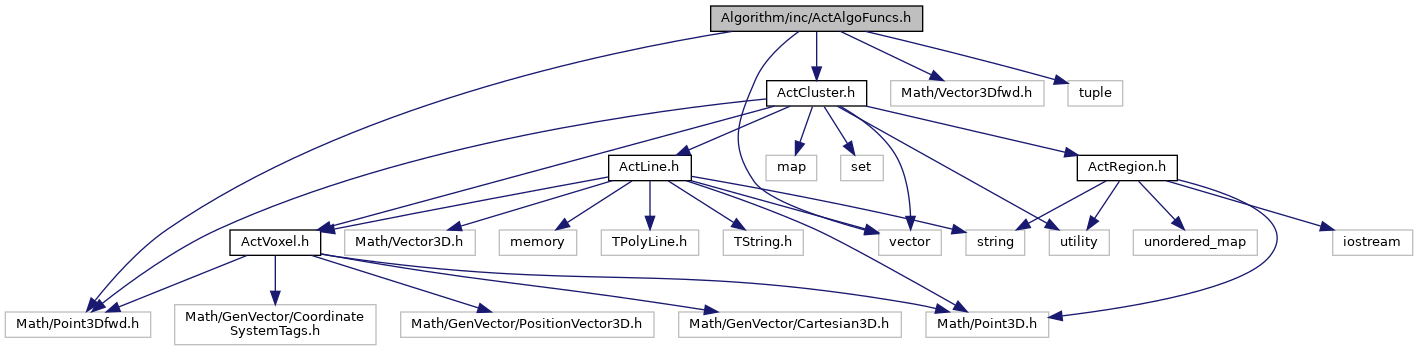 Algorithm/inc/ActAlgoFuncs.h
ActCluster.h
Math/Vector3Dfwd.h
tuple
ActLine.h
map
set
ActRegion.h
ActVoxel.h
Math/Vector3D.h
memory
TPolyLine.h
TString.h
vector
string
utility
unordered_map
iostream
Math/Point3Dfwd.h
Math/GenVector/Coordinate
SystemTags.h
Math/GenVector/PositionVector3D.h
Math/GenVector/Cartesian3D.h
Math/Point3D.h